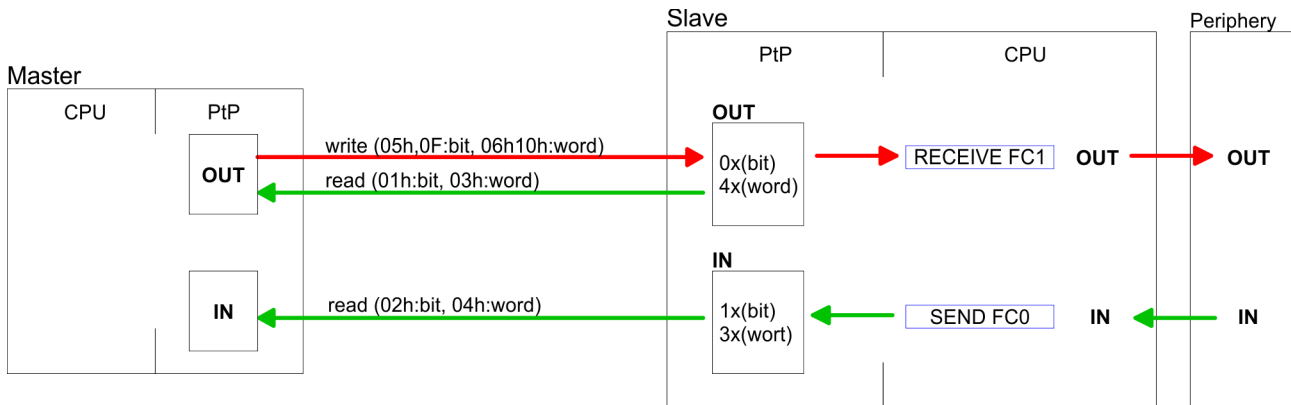 Slave
Periphery
PtP
CPU
Master
CPU
PtP
OUT
write (05h,0F:bit, 06h10h:word)
0x(bit)
RECEIVE FC1
OUT
OUT
OUT
read (01h:bit, 03h:word)
4x(word)
IN
IN
read (02h:bit, 04h:word)
1x(bit)
3x(wort)
SEND FC0
IN
IN